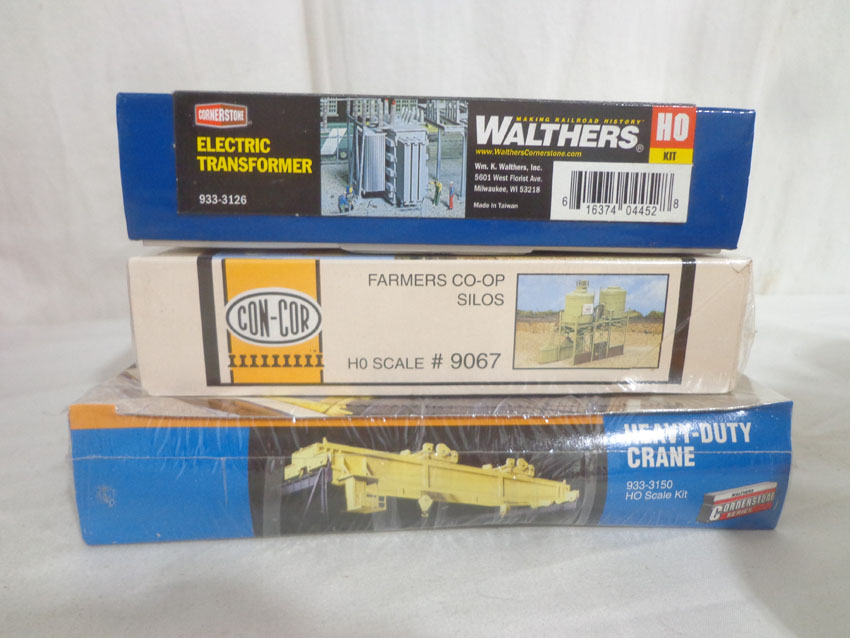 CORNERSTONE
ELECTRIC
TRANSFORMER
933-3126
MAKING RAILROAD HISTORY
WALTHERS®
www.WalthersCornerstone.com
Wm. K. Walthers, Inc.
5601 West Florist Ave.
Milwaukee, WI 53218
Made in Taiwan
HO
KIT
6 16374 04452 8
CON-COR
FARMERS CO-OP
SILOS
HO SCALE # 9067
HEAVY-DUTY
CRANE
933-3150
HO Scale Kit
WALTHERS
CORNERSTONE
SERIES